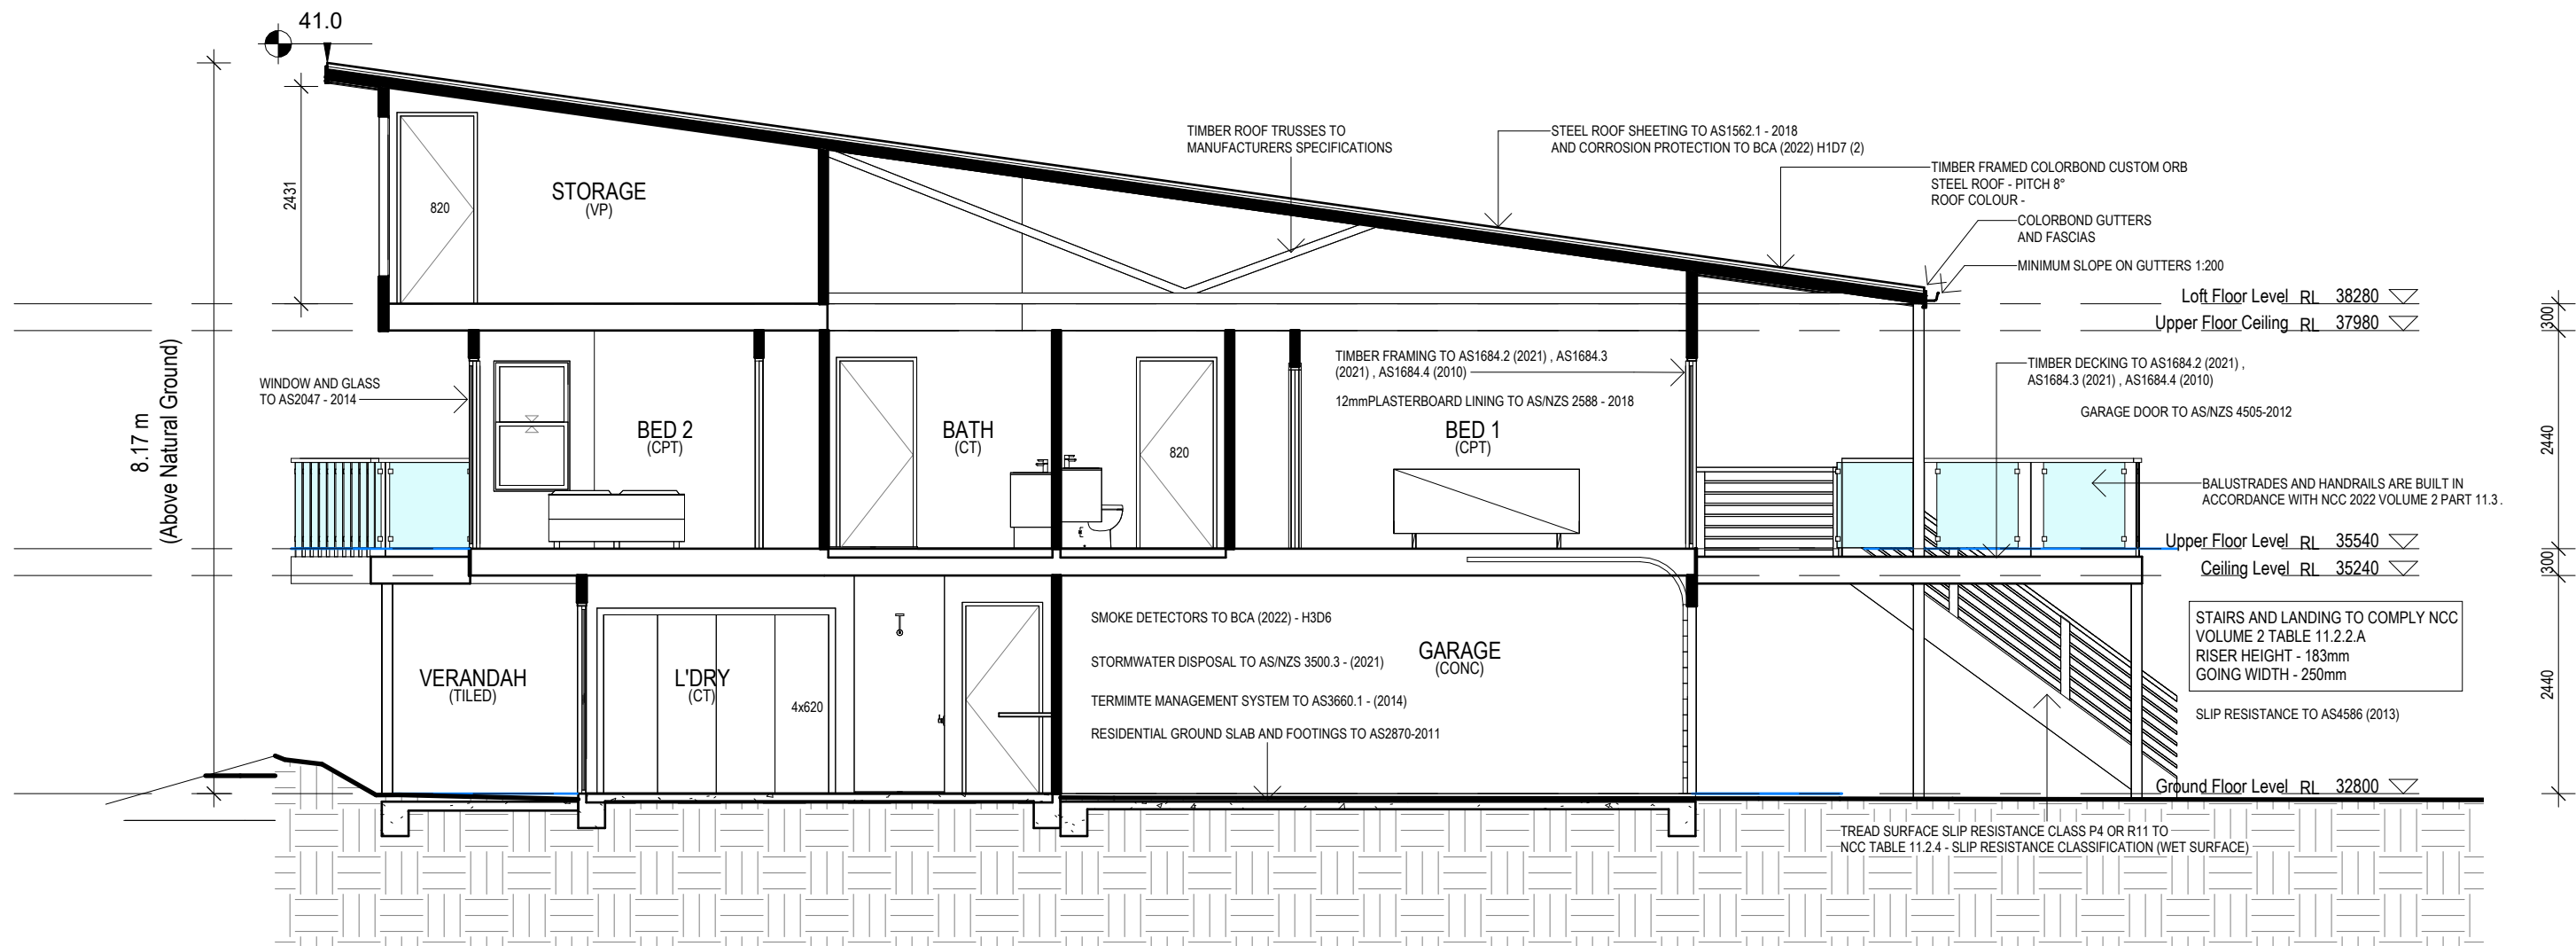 41.0
2431
8.17 m
(Above Natural Ground)
820
STORAGE
(VP)
TIMBER ROOF TRUSSES TO
MANUFACTURERS SPECIFICATIONS
STEEL ROOF SHEETING TO AS1562.1 - 2018
AND CORROSION PROTECTION TO BCA (2022) H1D7 (2)
TIMBER FRAMED COLORBOND CUSTOM ORB
STEEL ROOF - PITCH 8°
ROOF COLOUR -
COLORBOND GUTTERS
AND FASCIAS
MINIMUM SLOPE ON GUTTERS 1:200
Loft Floor Level RL 38280
300
Upper Floor Ceiling RL 37980
WINDOW AND GLASS
TO AS2047 - 2014
BED 2
(CPT)
BATH
(CT)
820
TIMBER FRAMING TO AS1684.2 (2021) , AS1684.3
(2021) , AS1684.4 (2010)
12mmPLASTERBOARD LINING TO AS/NZS 2588 - 2018
BED 1
(CPT)
TIMBER DECKING TO AS1684.2 (2021) ,
AS1684.3 (2021) , AS1684.4 (2010)
GARAGE DOOR TO AS/NZS 4505-2012
2440
BALUSTRADES AND HANDRAILS ARE BUILT IN
ACCORDANCE WITH NCC 2022 VOLUME 2 PART 11.3 .
Upper Floor Level RL 35540
300
Ceiling Level RL 35240
VERANDAH
(TILED)
L'DRY
(CT)
4x620
SMOKE DETECTORS TO BCA (2022) - H3D6
STORMWATER DISPOSAL TO AS/NZS 3500.3 - (2021)
TERMIMTE MANAGEMENT SYSTEM TO AS3660.1 - (2014)
RESIDENTIAL GROUND SLAB AND FOOTINGS TO AS2870-2011
GARAGE
(CONC)
STAIRS AND LANDING TO COMPLY NCC
VOLUME 2 TABLE 11.2.2.A
RISER HEIGHT - 183mm
GOING WIDTH - 250mm
2440
SLIP RESISTANCE TO AS4586 (2013)
Ground Floor Level RL 32800
TREAD SURFACE SLIP RESISTANCE CLASS P4 OR R11 TO
NCC TABLE 11.2.4 - SLIP RESISTANCE CLASSIFICATION (WET SURFACE)